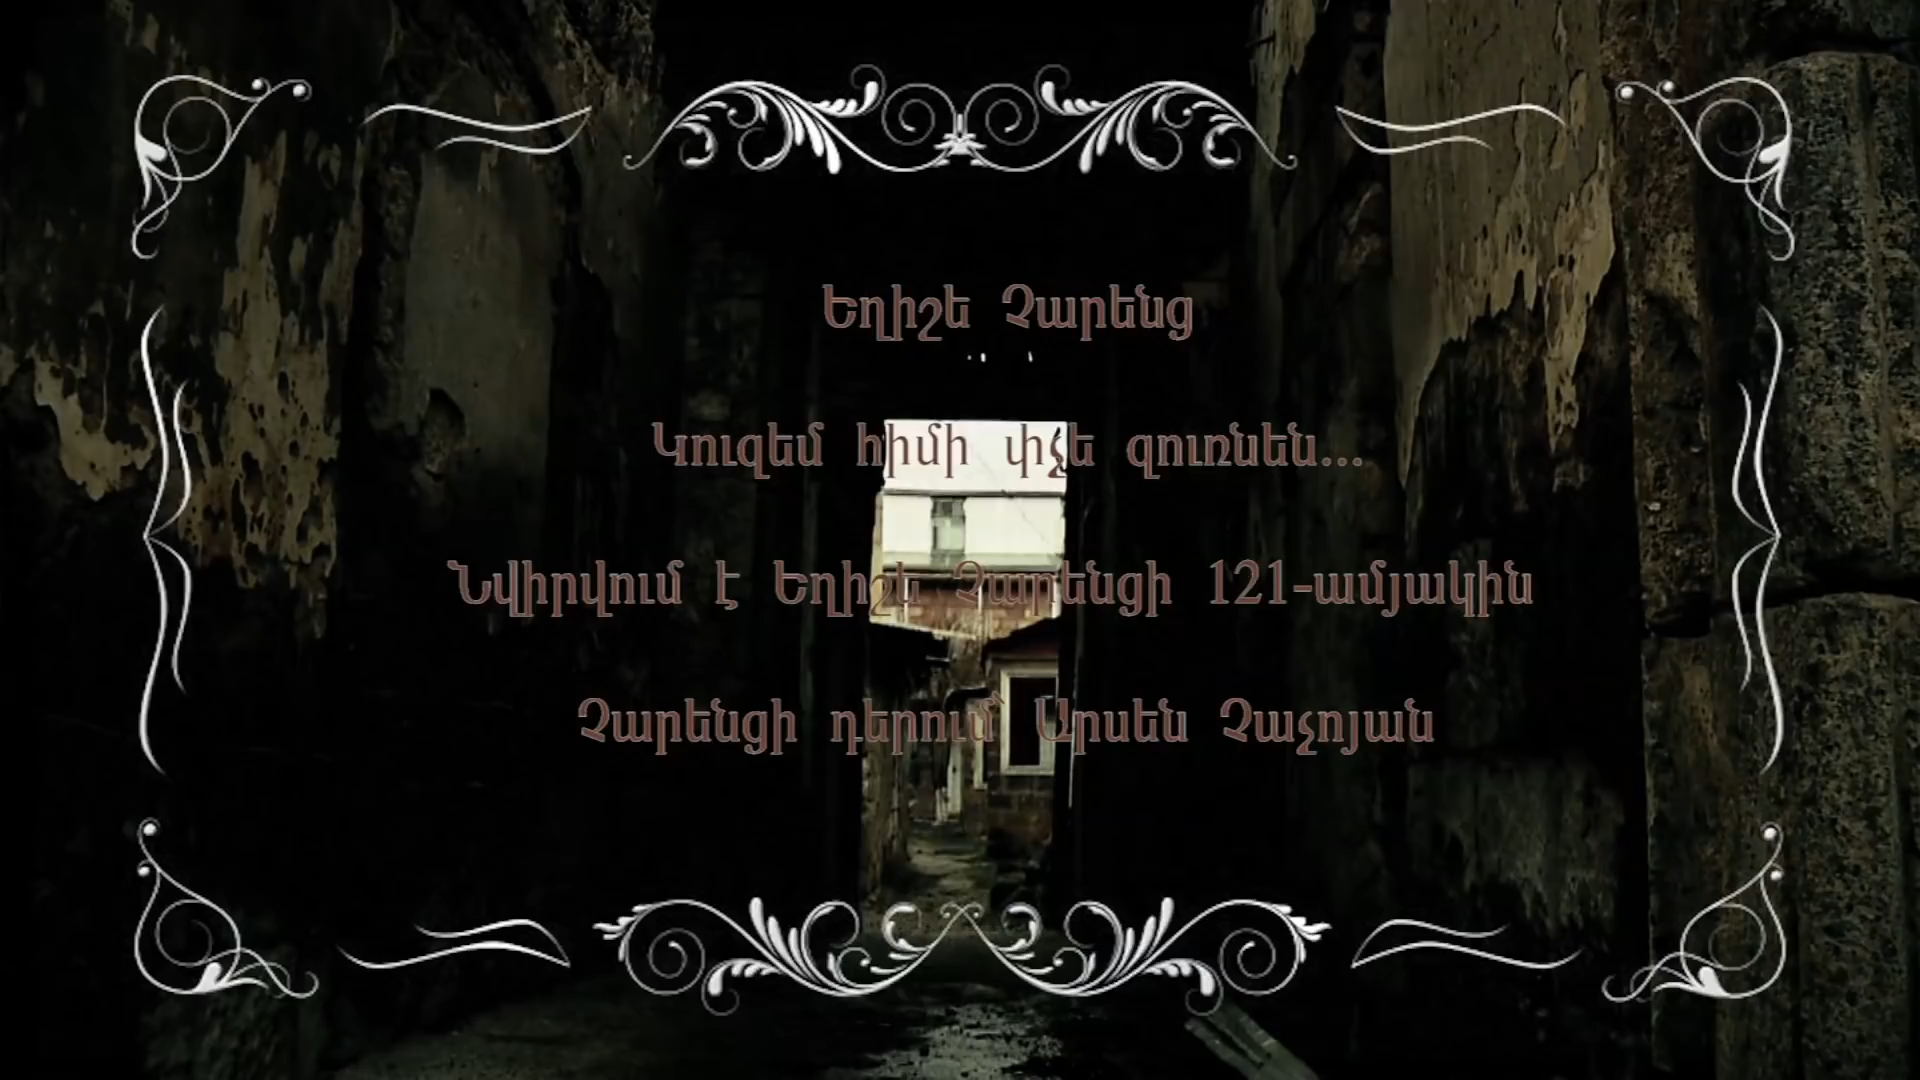 Եղիշե Չարենց
Կուզեմ հիմի փչե զուռնեն...
Նվիրվում է Եղիշե Չարենցի 121-ամյակին
Չարենցի դերում՝ Արսեն Չաչոյան